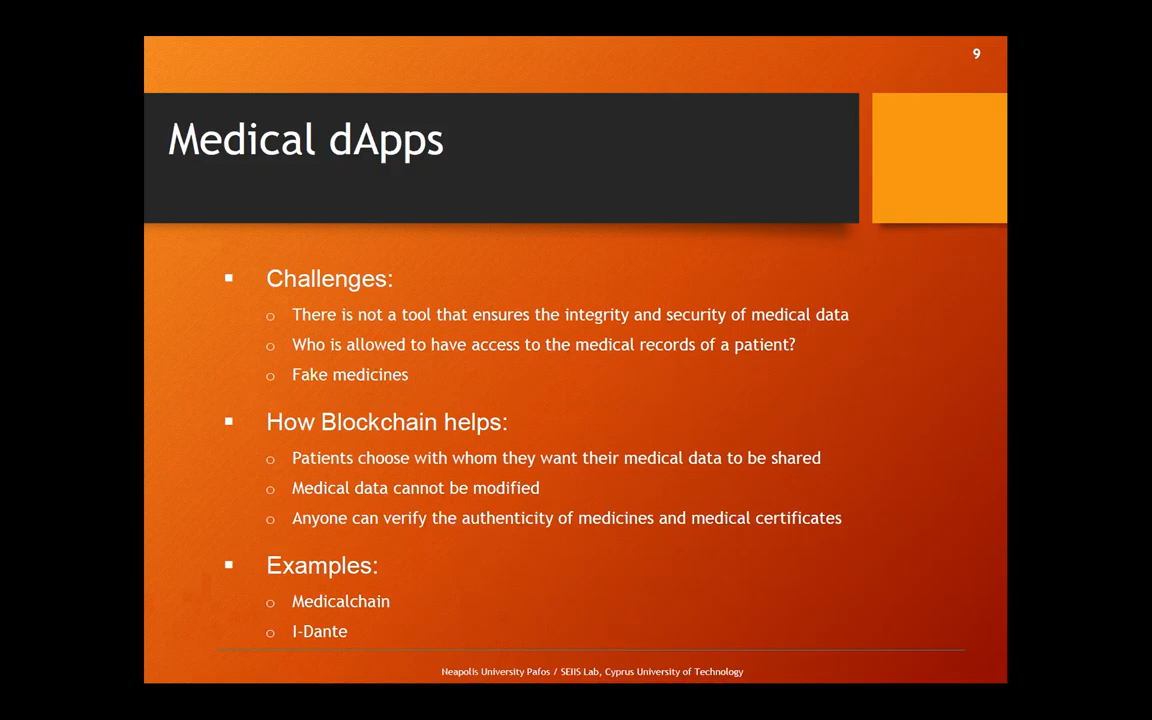 9
Medical dApps
Challenges:
There is not a tool that ensures the integrity and security of medical data
Who is allowed to have access to the medical records of a patient?
Fake medicines
How Blockchain helps:
Patients choose with whom they want their medical data to be shared
Medical data cannot be modified
Anyone can verify the authenticity of medicines and medical certificates
Examples:
Medicalchain
I-Dante
Neapolis University Pafos / SEIIS Lab, Cyprus University of Technology